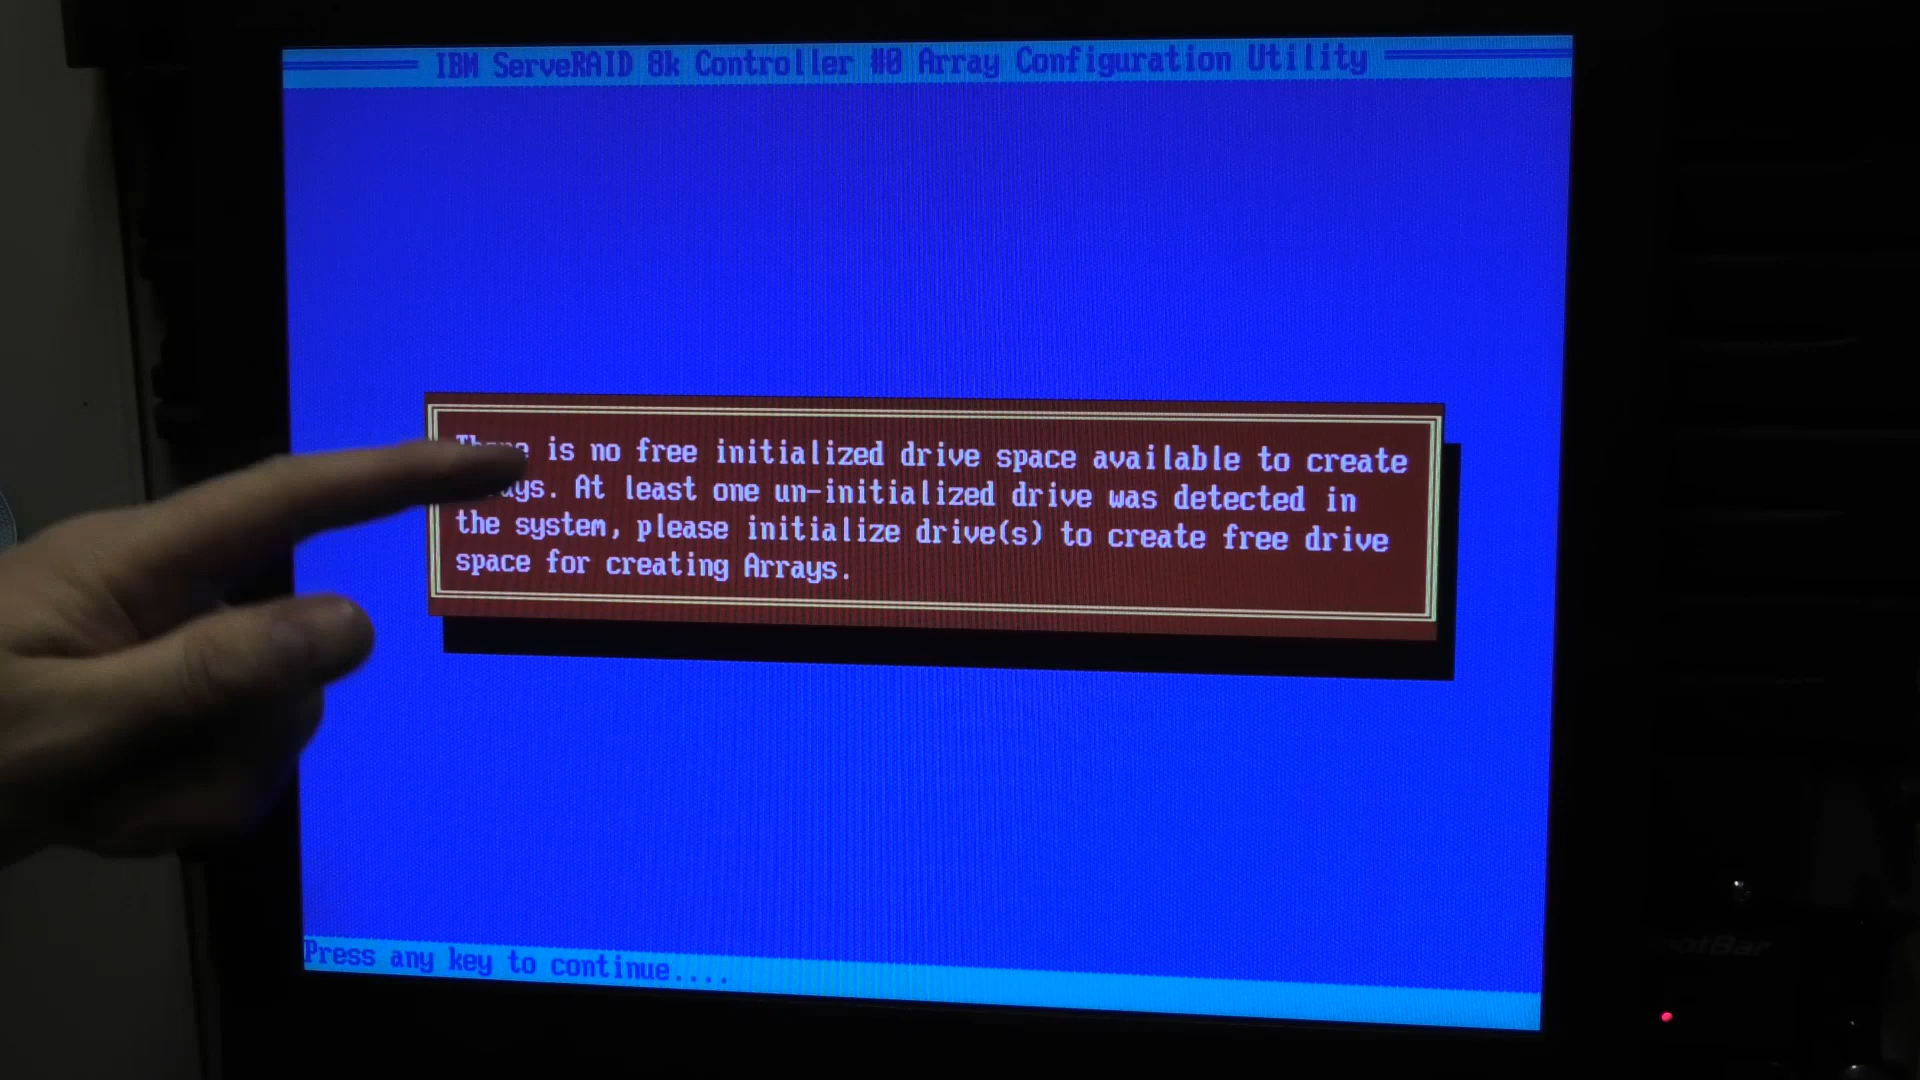 IBM ServeRAID 8k Controller #0 Array Configuration Utility
There is no free initialized drive space available to create
At least one un-initialized drive was detected in
the system, please initialize drive(s) to create free drive
space for creating Arrays.
Press any key to continue....